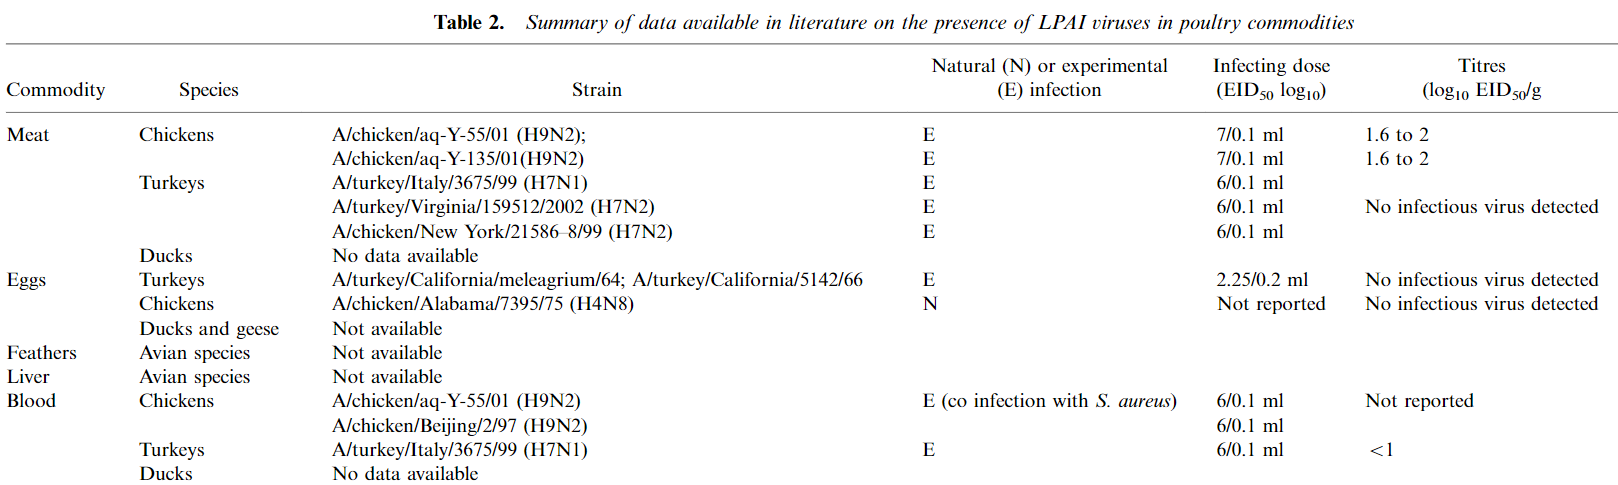 Table 2. Summary of data available in literature on the presence of LPAI viruses in poultry commodities
Natural (N) or experimental Infecting dose Titres
Commodity Species Strain (E) infection (EID50 log10) (log10 EID50/g
Meat Chickens A/chicken/aq-Y-55/01 (H9N2); E 7/0.1 ml 1.6 to 2
A/chicken/aq-Y-135/01(H9N2) E 7/0.1 ml 1.6 to 2
Turkeys A/turkey/Italy/3675/99 (H7N1) E 6/0.1 ml
A/turkey/Virginia/159512/2002 (H7N2) E 6/0.1 ml No infectious virus detected
A/chicken/New York/21586–8/99 (H7N2) E 6/0.1 ml
Ducks No data available
Eggs Turkeys A/turkey/California/meleagrium/64; A/turkey/California/5142/66 E 2.25/0.2 ml No infectious virus detected
Chickens A/chicken/Alabama/7395/75 (H4N8) N Not reported No infectious virus detected
Ducks and geese Not available
Feathers Avian species Not available
Liver Avian species Not available
Blood Chickens A/chicken/aq-Y-55/01 (H9N2) E (co infection with S. aureus) 6/0.1 ml Not reported
A/chicken/Beijing/2/97 (H9N2) 6/0.1 ml
Turkeys A/turkey/Italy/3675/99 (H7N1) E 6/0.1 ml <1
Ducks No data available